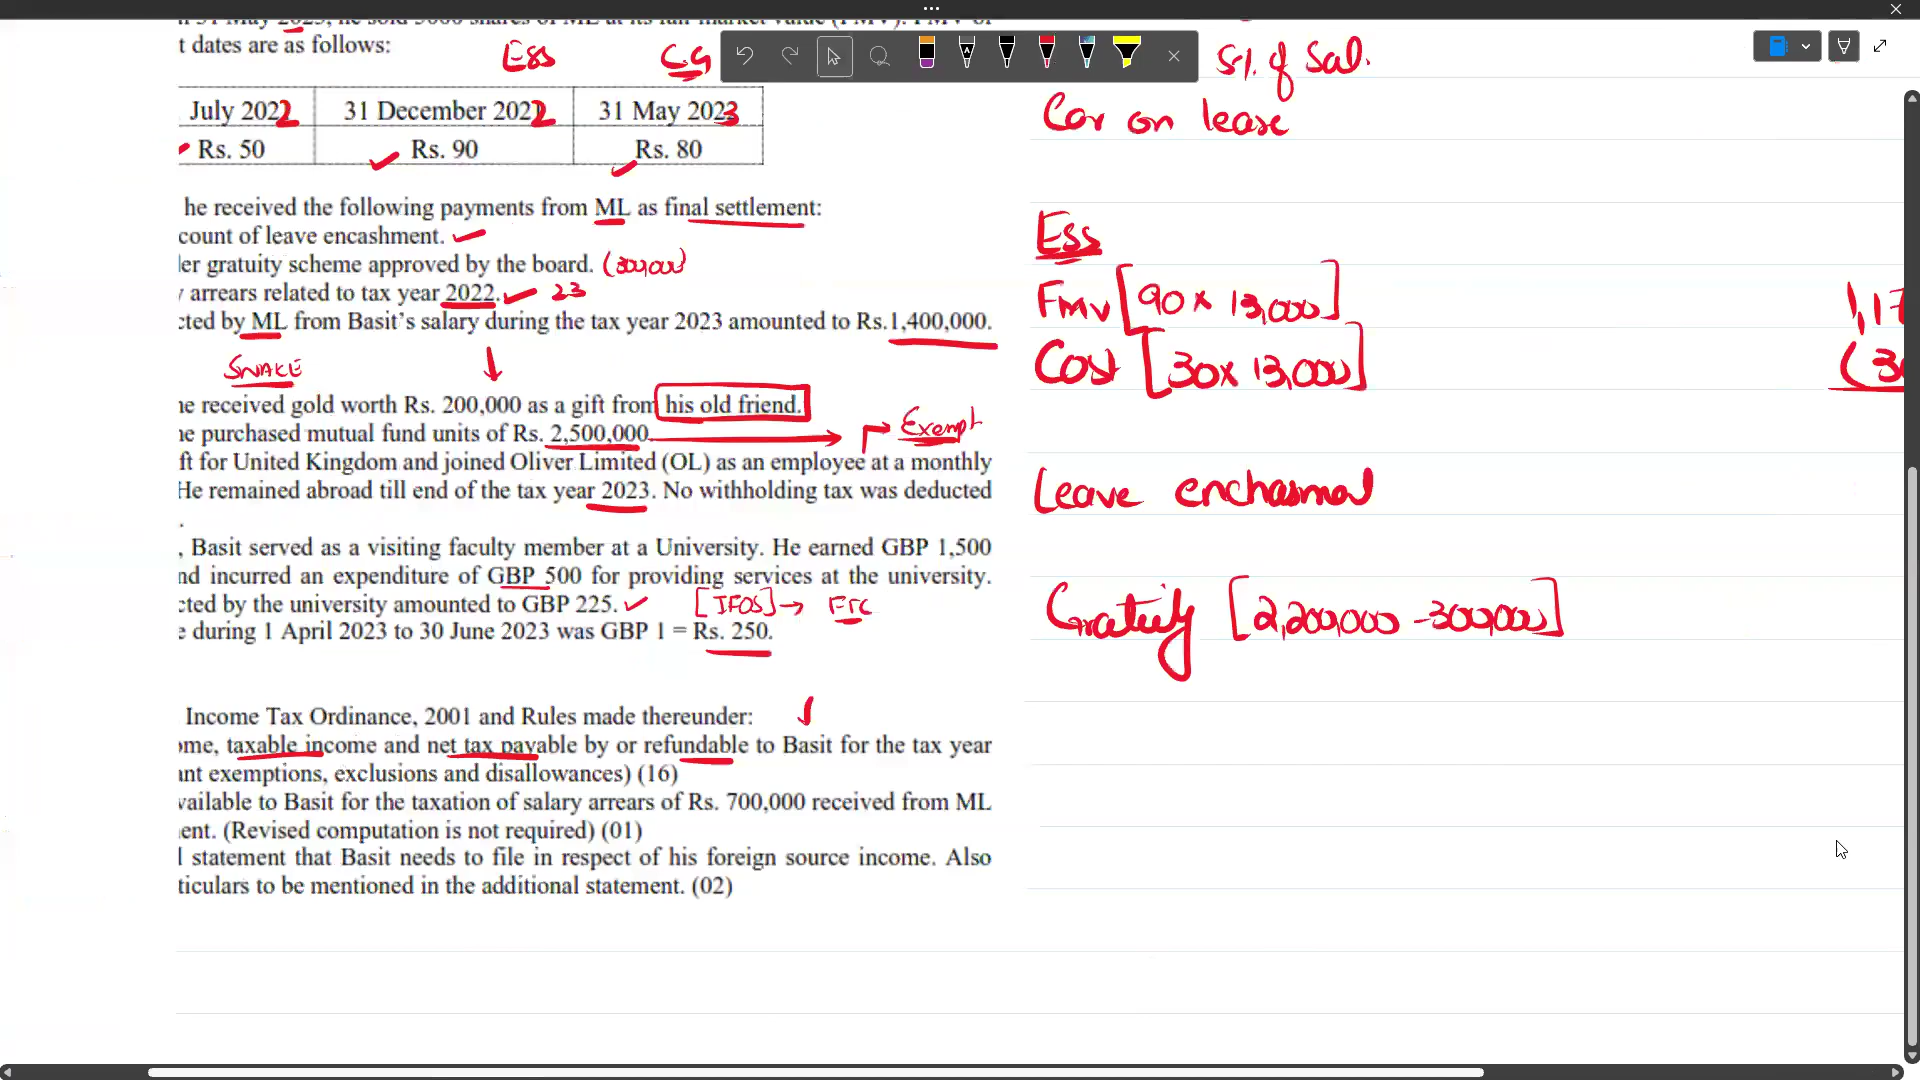 t dates are as follows:
Ess
C.G
July 2022
31 December 2022
31 May 2023
Rs. 50
Rs. 90
Rs. 80
he received the following payments from ML as final settlement:
count of leave encashment.
er gratuity scheme approved by the board. (300,000)
arrears related to tax year 2022. 23
cted by ML from Basit's salary during the tax year 2023 amounted to Rs.1,400,000.
SWAKE
ne received gold worth Rs. 200,000 as a gift from his old friend.
ne purchased mutual fund units of Rs. 2,500,000.
Exempt
ft for United Kingdom and joined Oliver Limited (OL) as an employee at a monthly
He remained abroad till end of the tax year 2023. No withholding tax was deducted
.
, Basit served as a visiting faculty member at a University. He earned GBP 1,500
nd incurred an expenditure of GBP 500 for providing services at the university.
cted by the university amounted to GBP 225. [IFOS] → FTC
e during 1 April 2023 to 30 June 2023 was GBP 1 = Rs. 250.
Income Tax Ordinance, 2001 and Rules made thereunder:
ome, taxable income and net tax payable by or refundable to Basit for the tax year
ant exemptions, exclusions and disallowances) (16)
vailable to Basit for the taxation of salary arrears of Rs. 700,000 received from ML
ent. (Revised computation is not required) (01)
l statement that Basit needs to file in respect of his foreign source income. Also
ticulars to be mentioned in the additional statement. (02)
5%. of Sal.
Car on lease
Ess
FMV [90 x 13,000]
1,17
Cost [30x 13,000]
(3
Leave enchasmen
Gratuity [2,200,000 - 300,000]